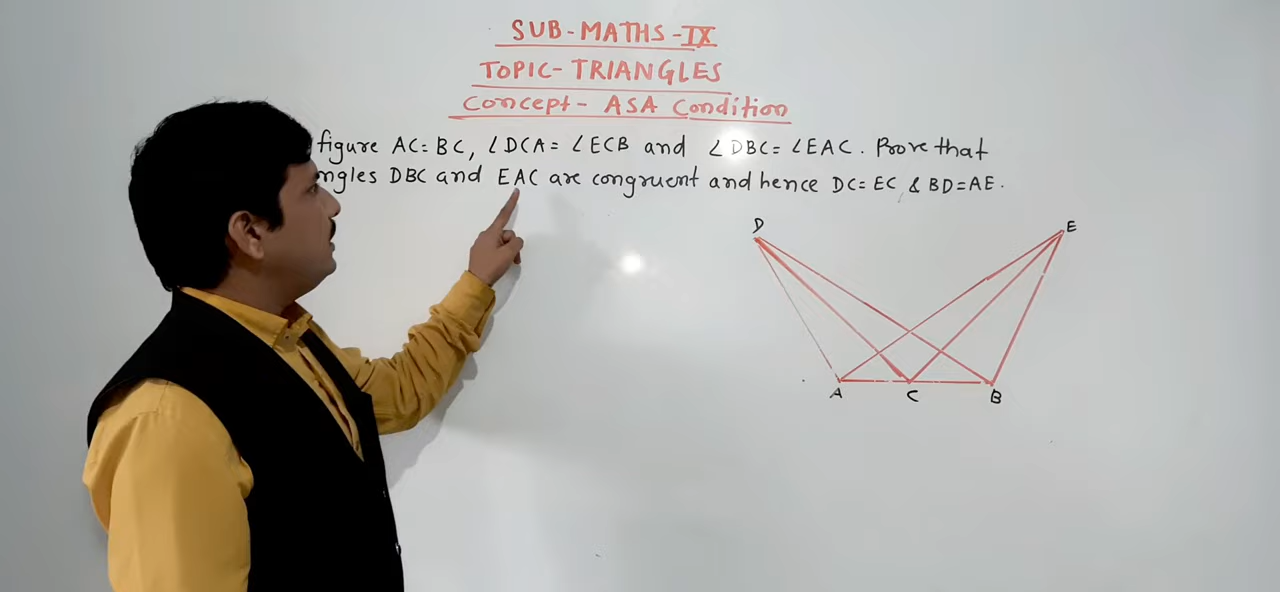 SUB-MATHS-IX
TOPIC-TRIANGLES
Concept- ASA Condition
figure AC=BC, ∠DCA=∠ECB and ∠DBC=∠EAC. Prove that
ngles DBC and EAC are congruent and hence DC=EC & BD=AE.
D
E
A
C
B